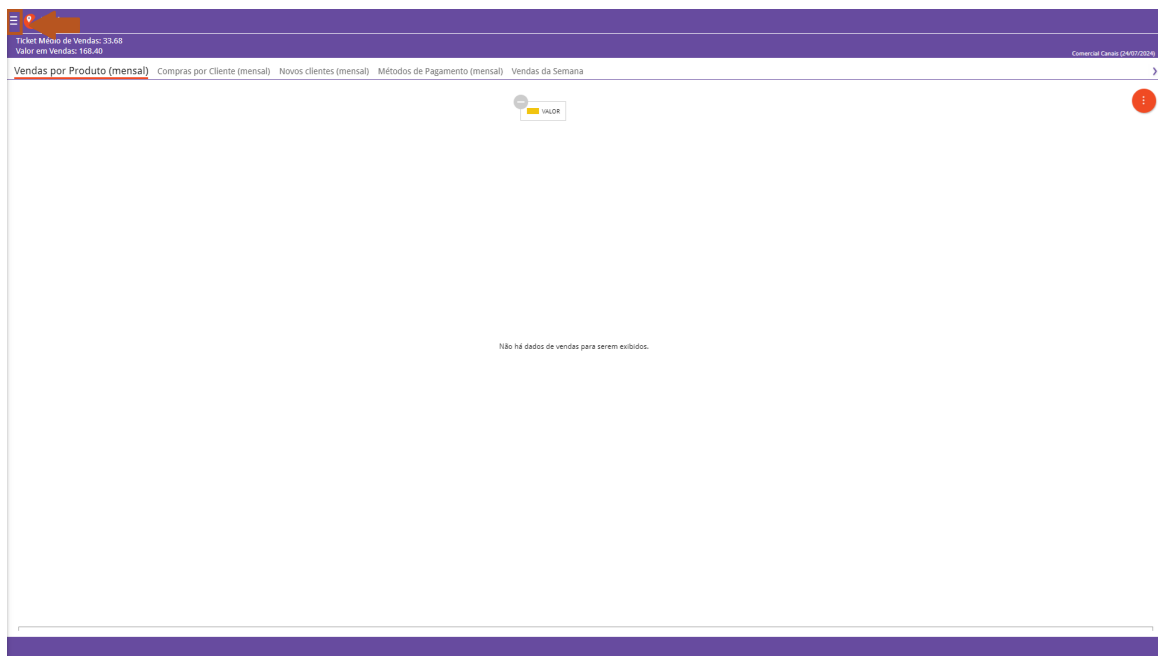 Ticket Médio de Vendas: 33.68
Valor em Vendas: 168.40
Comercial Canais (24/07/2024)
Vendas por Produto (mensal) Compras por Cliente (mensal) Novos clientes (mensal) Métodos de Pagamento (mensal) Vendas da Semana
VALOR
Não há dados de vendas para serem exibidos.